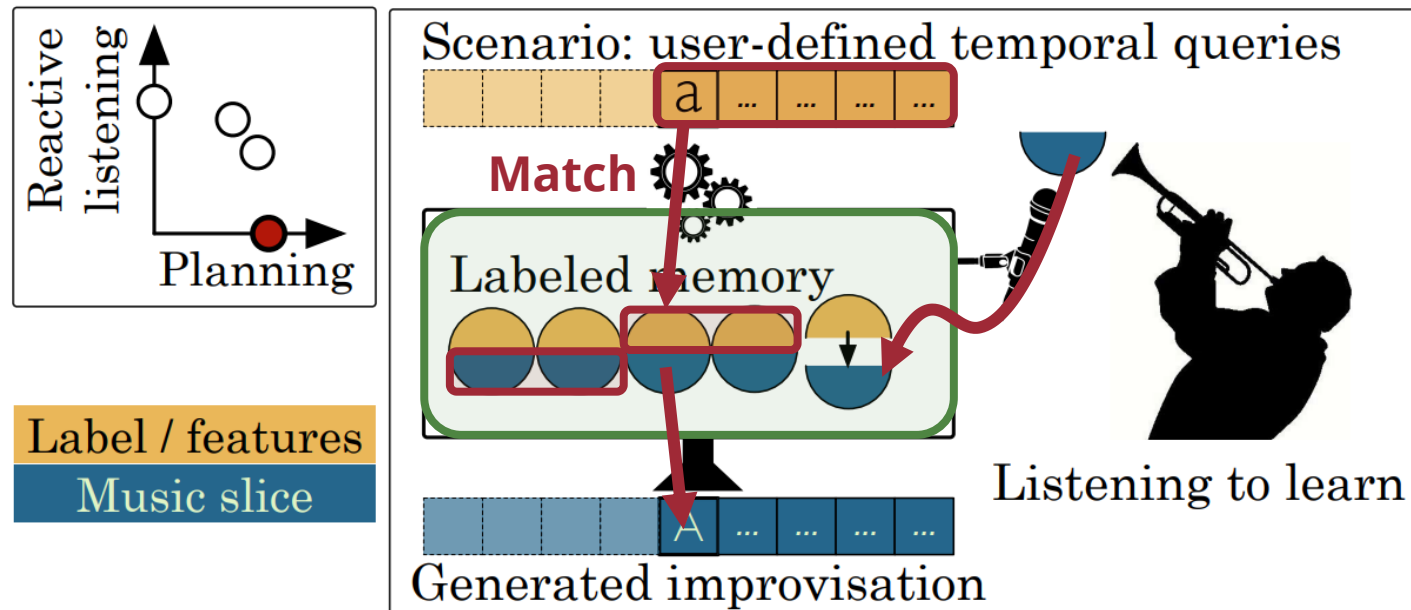 Reactive
listening
Planning
Label / features
Music slice
Scenario: user-defined temporal queries
a ... ... ... ...
Match
Labeled memory
A ... ... ... ...
Generated improvisation
Listening to learn